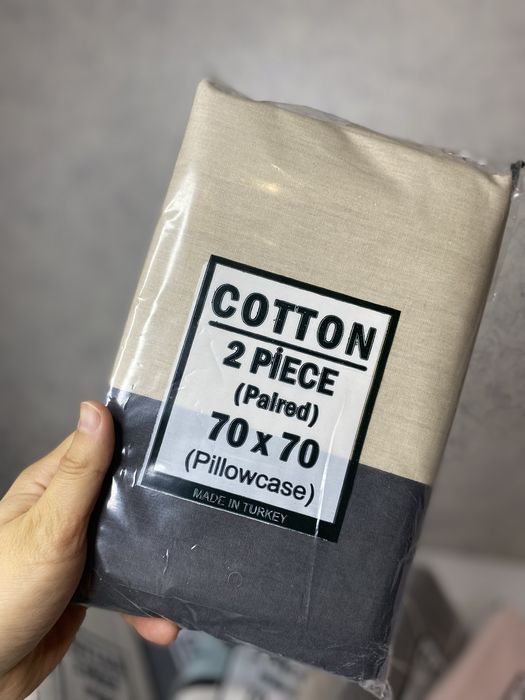 COTTON
2 PİECE
(Paired)
70 x 70
(Pillowcase)
MADE IN TURKEY